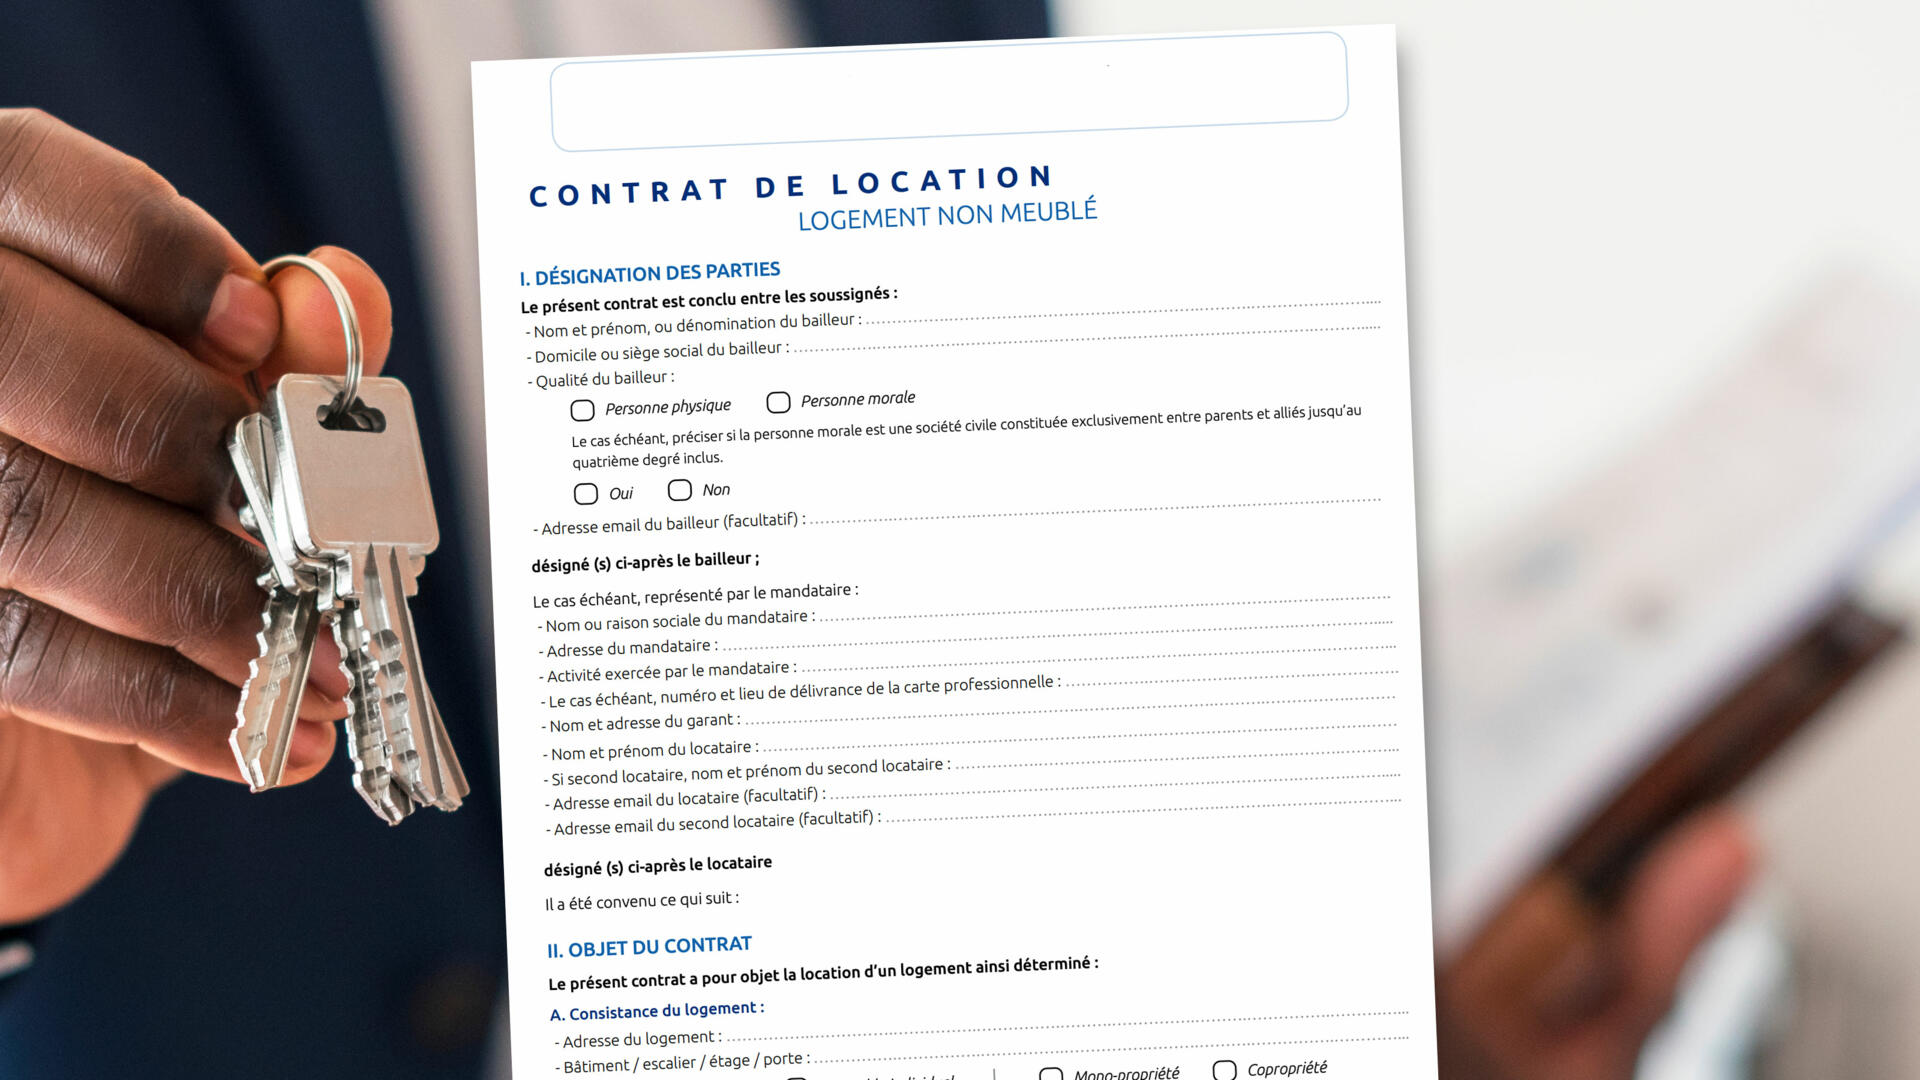 CONTRAT DE LOCATION
LOGEMENT NON MEUBLÉ
I. DÉSIGNATION DES PARTIES
Le présent contrat est conclu entre les soussignés :
- Nom et prénom, ou dénomination du bailleur :
- Domicile ou siège social du bailleur :
- Qualité du bailleur :
Personne physique Personne morale
Le cas échéant, préciser si la personne morale est une société civile constituée exclusivement entre parents et alliés jusqu'au
quatrième degré inclus.
Oui Non
- Adresse email du bailleur (facultatif) :
désigné (s) ci-après le bailleur ;
Le cas échéant, représenté par le mandataire :
- Nom ou raison sociale du mandataire :
- Adresse du mandataire :
- Activité exercée par le mandataire :
- Le cas échéant, numéro et lieu de délivrance de la carte professionnelle :
- Nom et adresse du garant :
- Nom et prénom du locataire :
- Si second locataire, nom et prénom du second locataire :
- Adresse email du locataire (facultatif) :
- Adresse email du second locataire (facultatif) :
désigné (s) ci-après le locataire
Il a été convenu ce qui suit :
II. OBJET DU CONTRAT
Le présent contrat a pour objet la location d'un logement ainsi déterminé :
A. Consistance du logement :
- Adresse du logement :
- Bâtiment / escalier / étage / porte :
Mono-propriété Copropriété